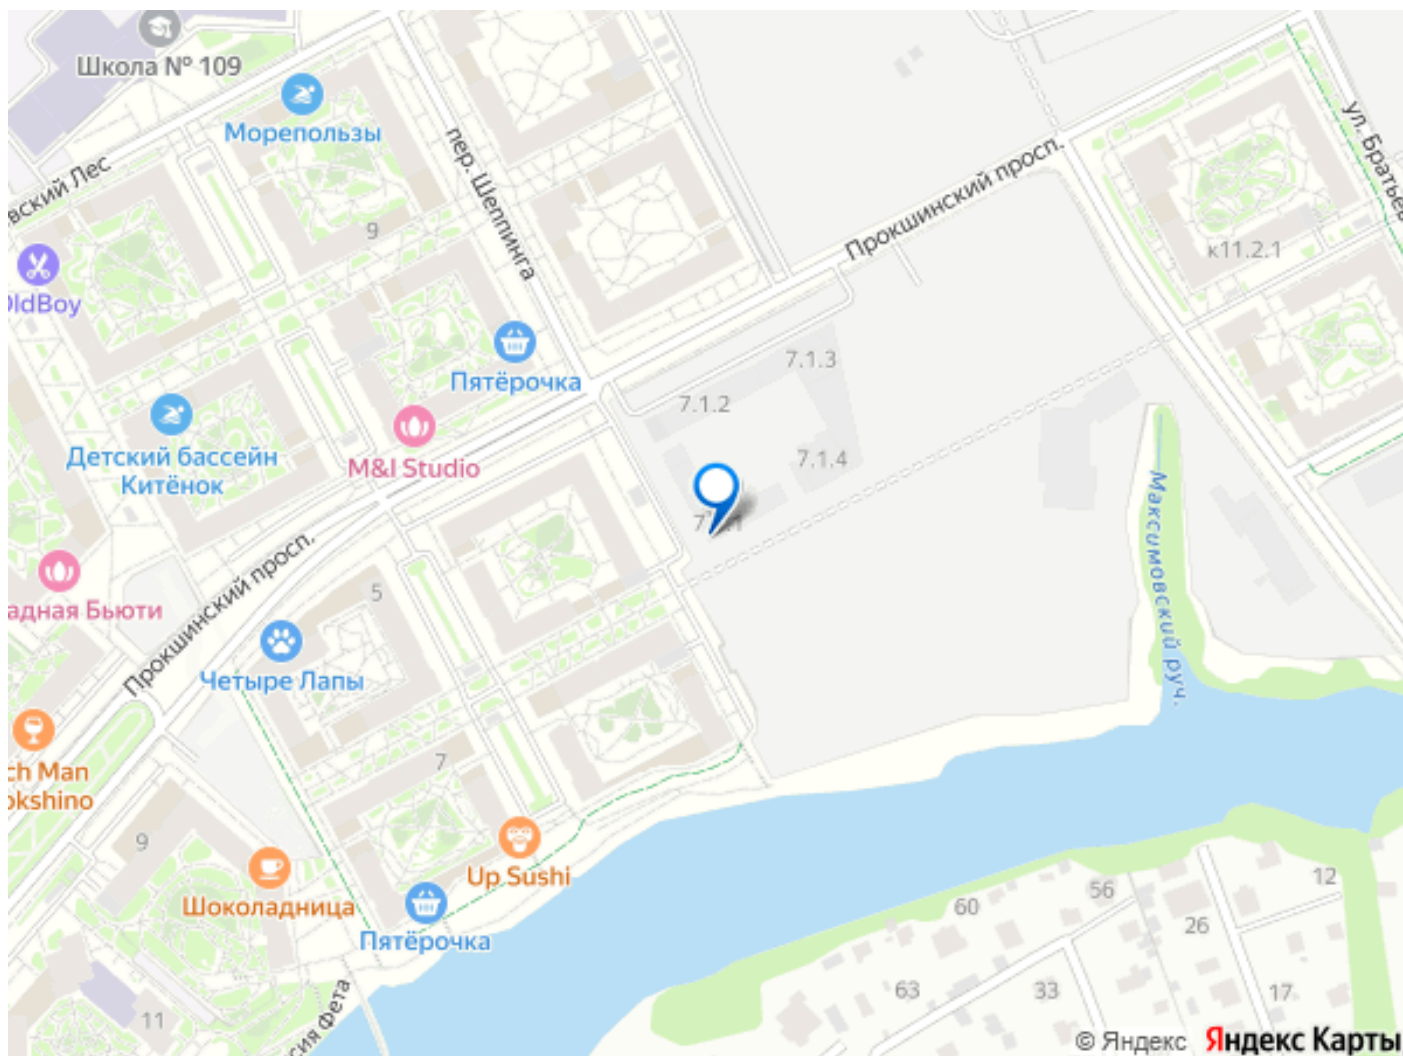 Школа № 109
Морепользы
пер. Шеппинга
вский Лес
9
OldBoy
Прокшинский просп.
ул. Братьев
к11.2.1
Пятёрочка
7.1.3
7.1.2
M&I Studio
Детский бассейн
Китёнок
7.1.4
Максимовский руч.
адная Бьюти
Прокшинский просп.
5
Четыре Лапы
7
ch Man
okshino
9
Up Sushi
Шоколадница
Пятёрочка
сия Фета
11
56
12
60
26
63
33
17
© Яндекс Яндекс Карты